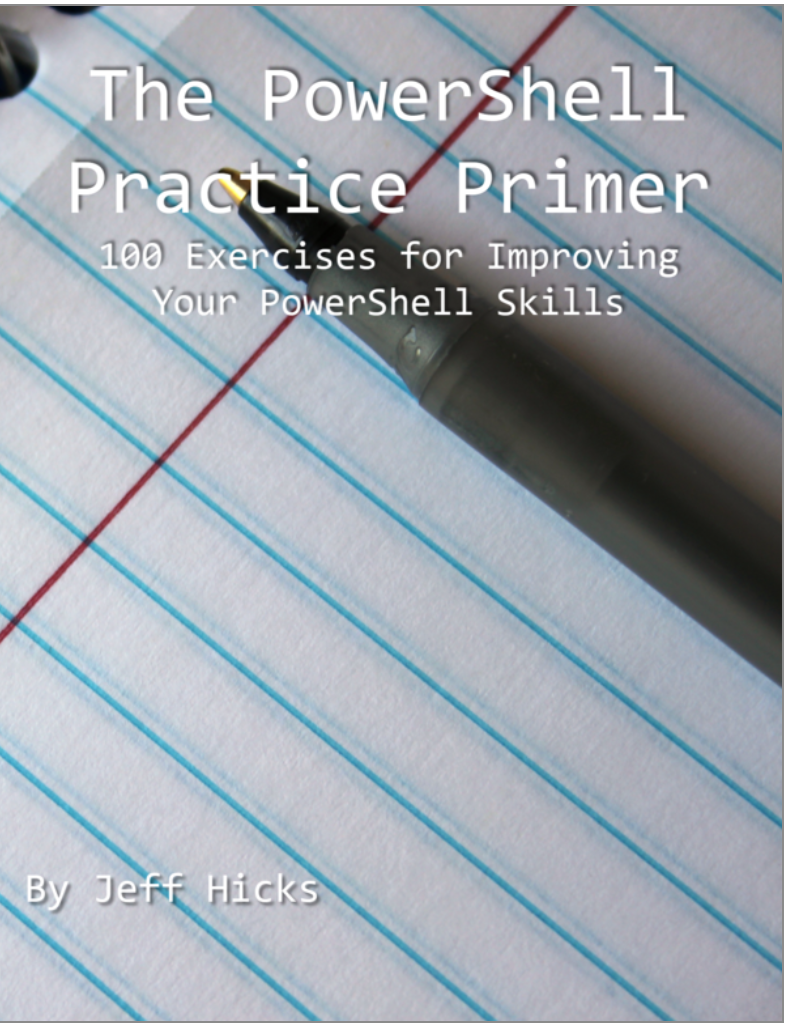 The PowerShell
Practice Primer
100 Exercises for Improving
Your PowerShell Skills
By Jeff Hicks